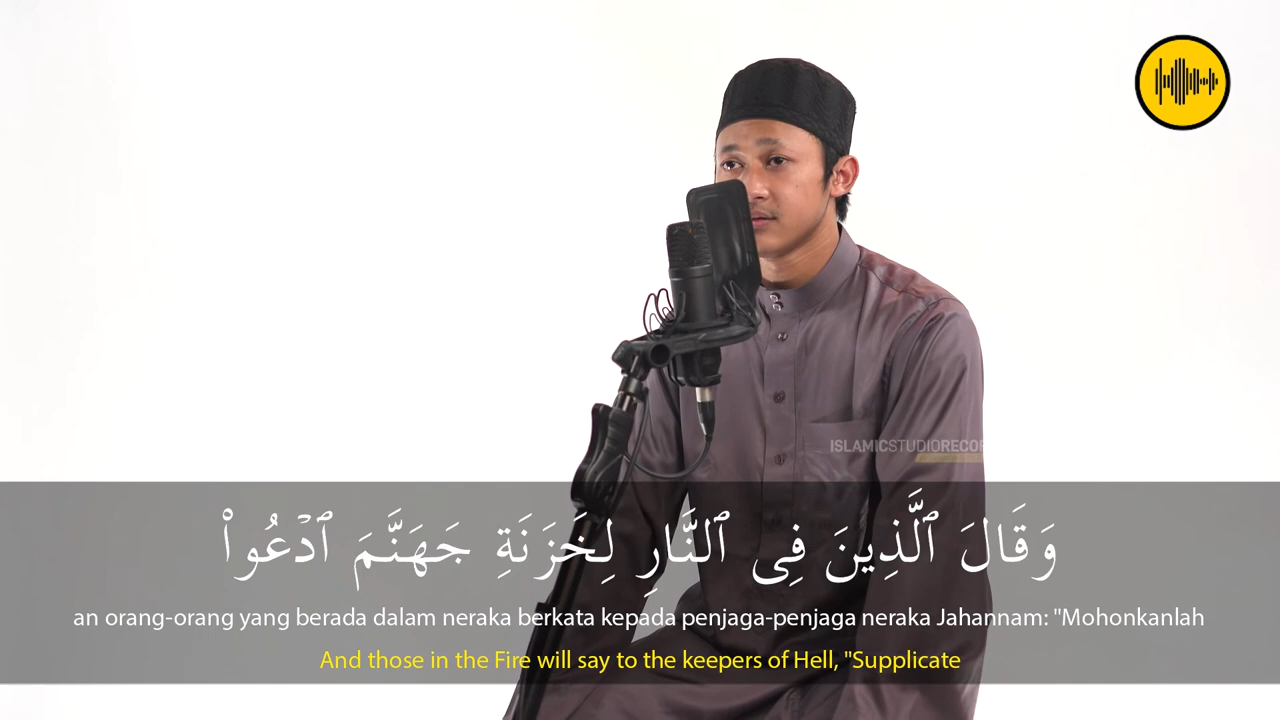 ISLAMICSTUDIORECOR
وَقَالَ ٱلَّذِينَ فِى ٱلنَّارِ لِخَزَنَةِ جَهَنَّمَ ٱدْعُوا۟
an orang-orang yang berada dalam neraka berkata kepada penjaga-penjaga neraka Jahannam: "Mohonkanlah
And those in the Fire will say to the keepers of Hell, "Supplicate